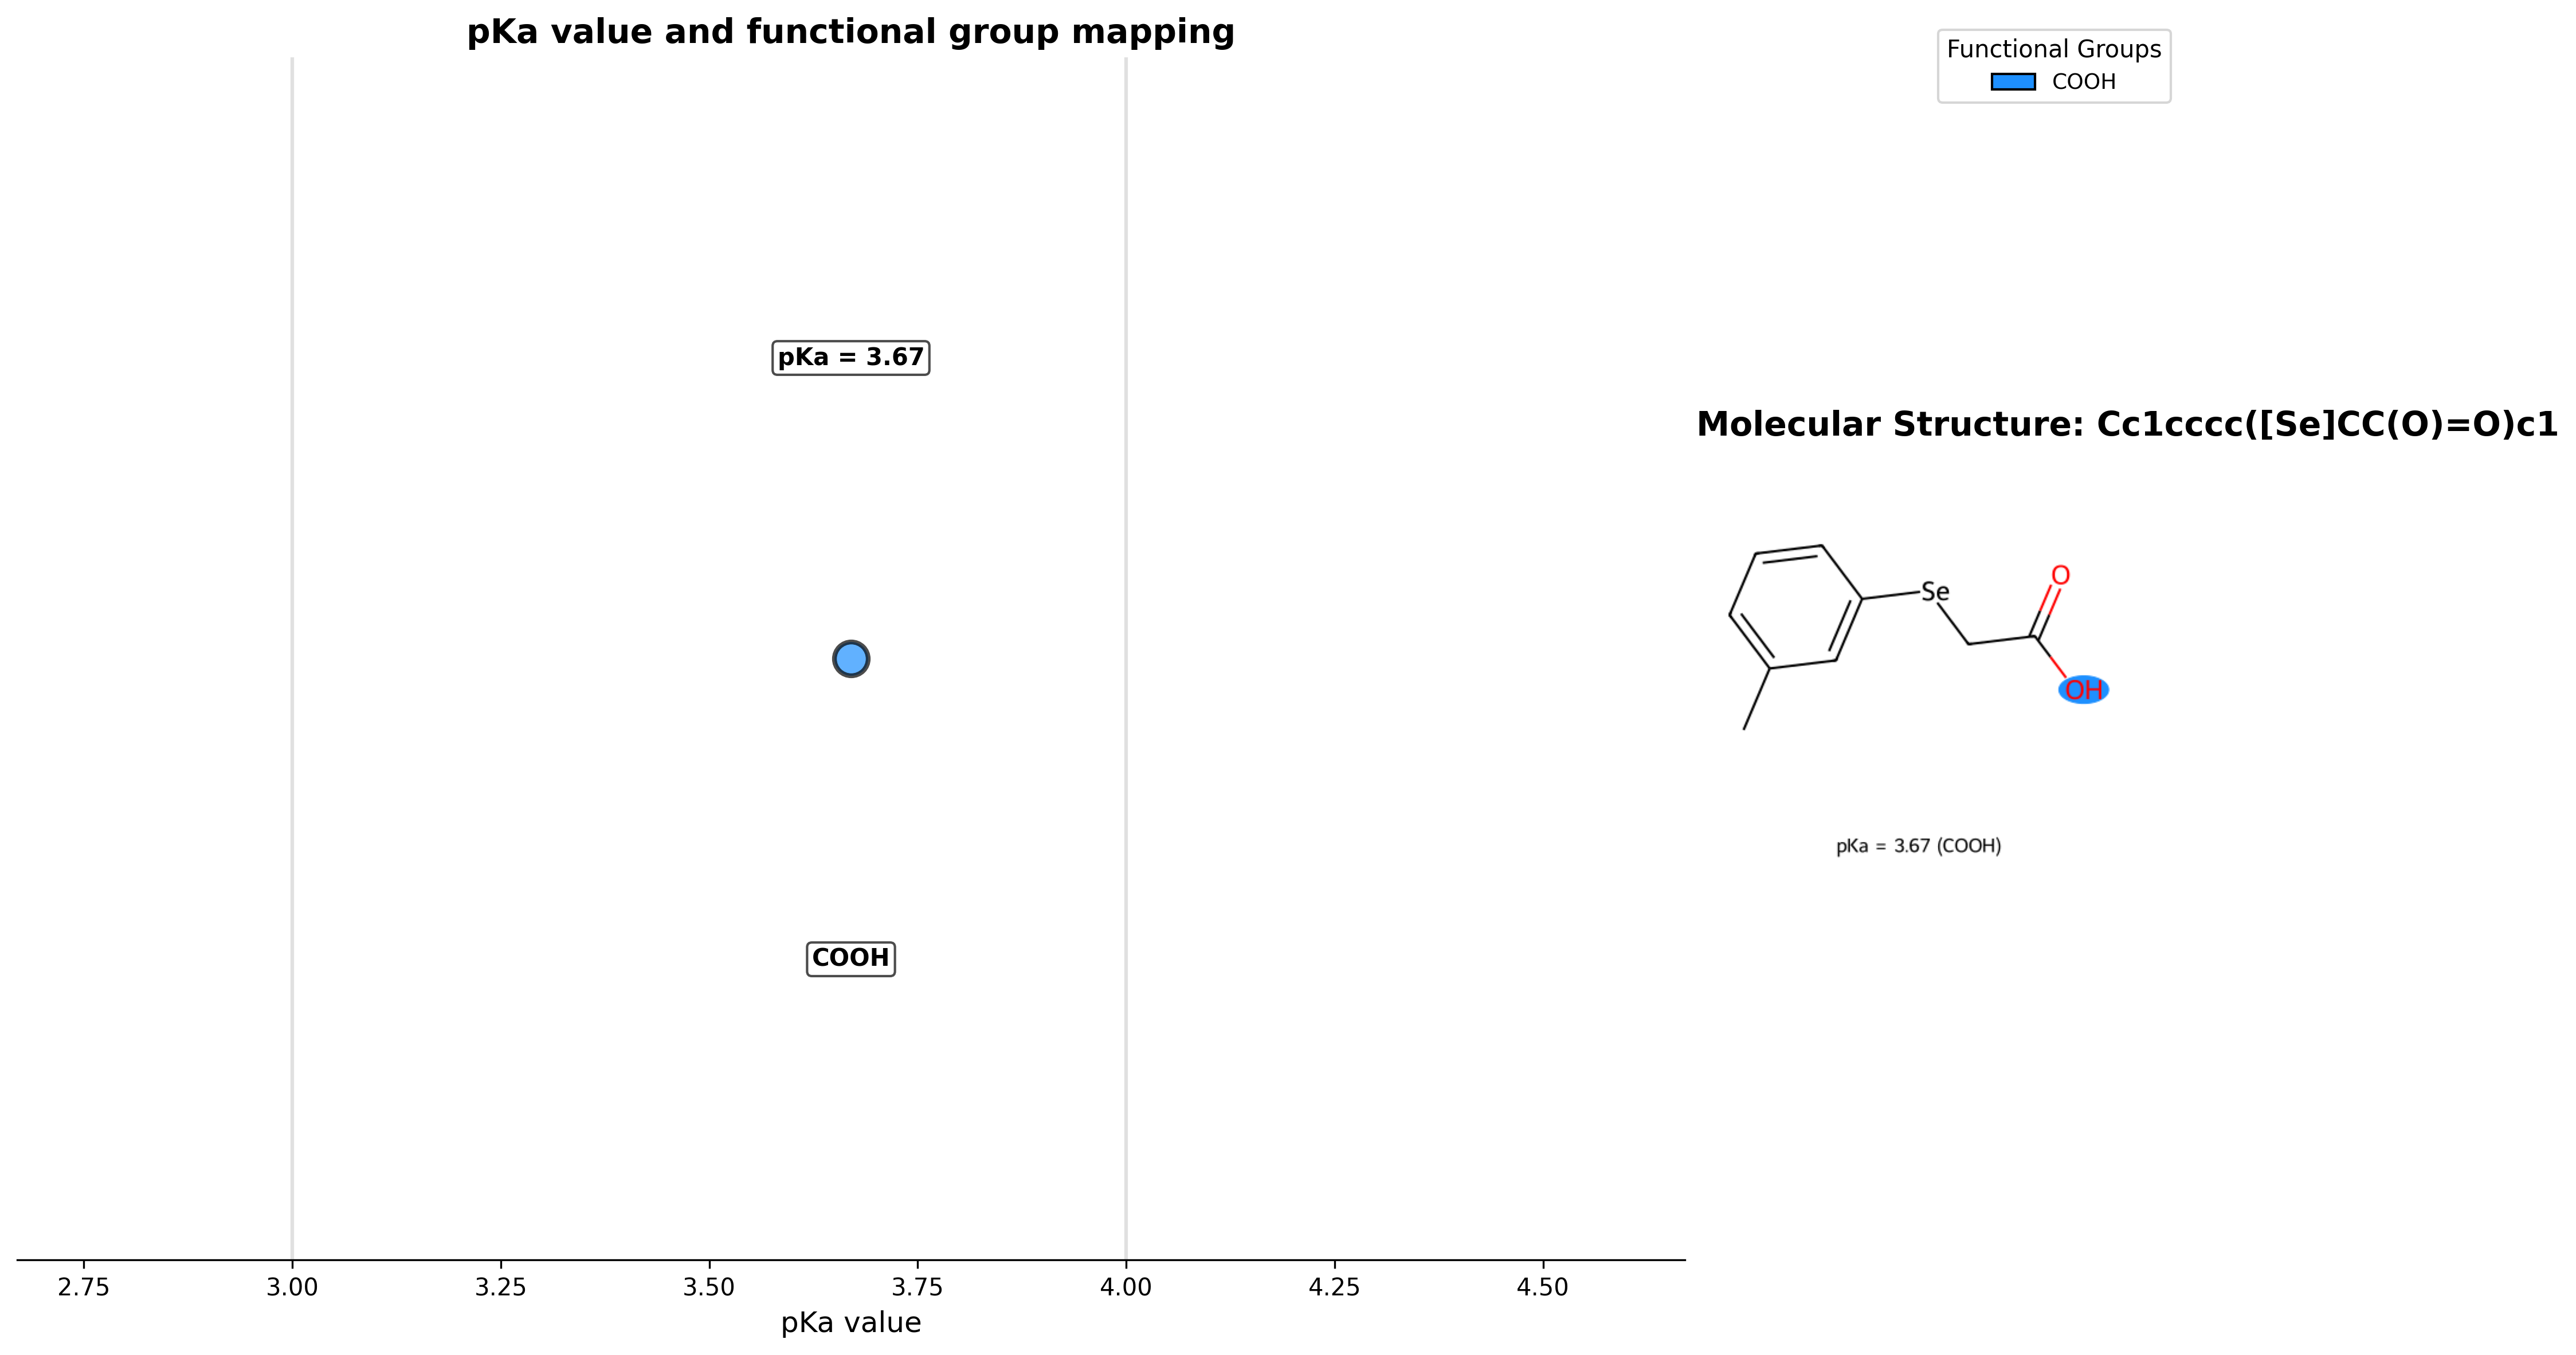 pKa value and functional group mapping
pKa = 3.67
COOH
2.75 3.00 3.25 3.50 3.75 4.00 4.25 4.50
pKa value
Functional Groups
COOH
Molecular Structure: Cc1cccc([Se]CC(O)=O)c1
O
Se
OH
pKa = 3.67 (COOH)